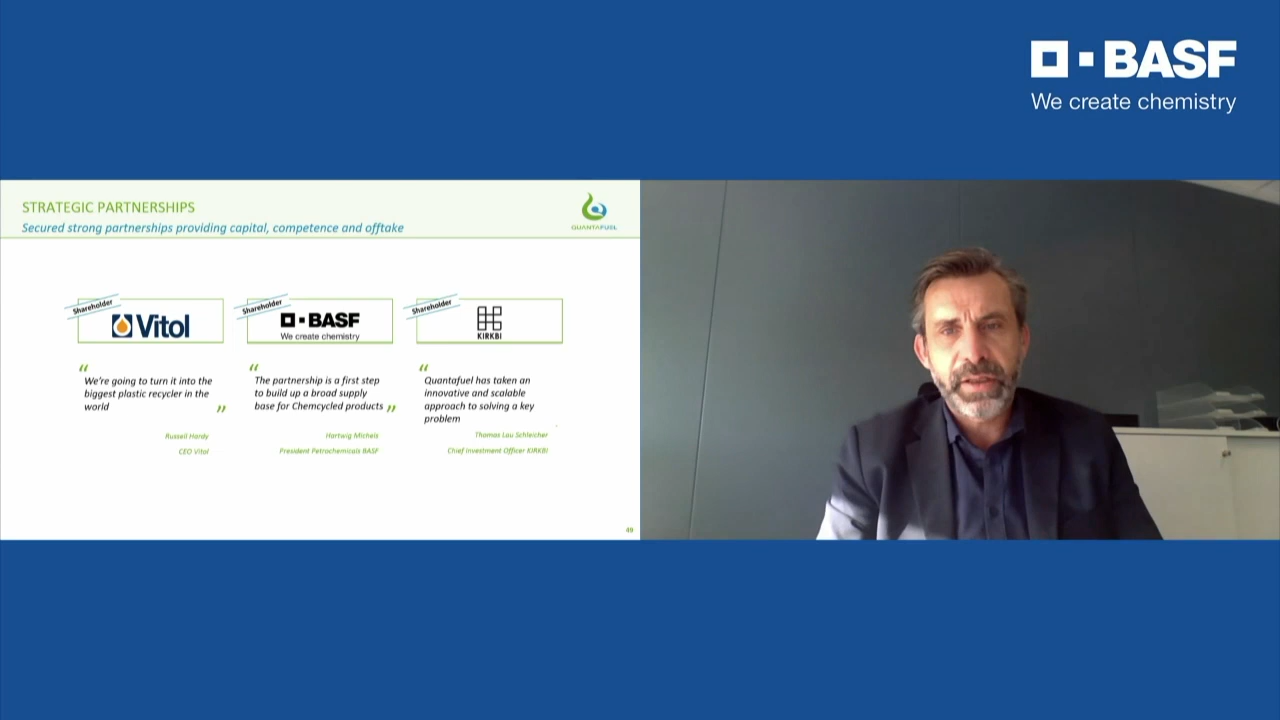 BASF
We create chemistry
STRATEGIC PARTNERSHIPS
Secured strong partnerships providing capital, competence and offtake
QUANTAFUEL
Shareholder
Vitol
Shareholder
BASF
We create chemistry
Shareholder
KIRKBI
“
We’re going to turn it into the
biggest plastic recycler in the
world
”
Russell Hardy
CEO Vitol
“
The partnership is a first step
to build up a broad supply
base for Chemcycled products ”
Hartwig Michels
President Petrochemicals BASF
“
Quantafuel has taken an
innovative and scalable
approach to solving a key
problem
Thomas Lau Schleicher
Chief Investment Officer KIRKBI
49